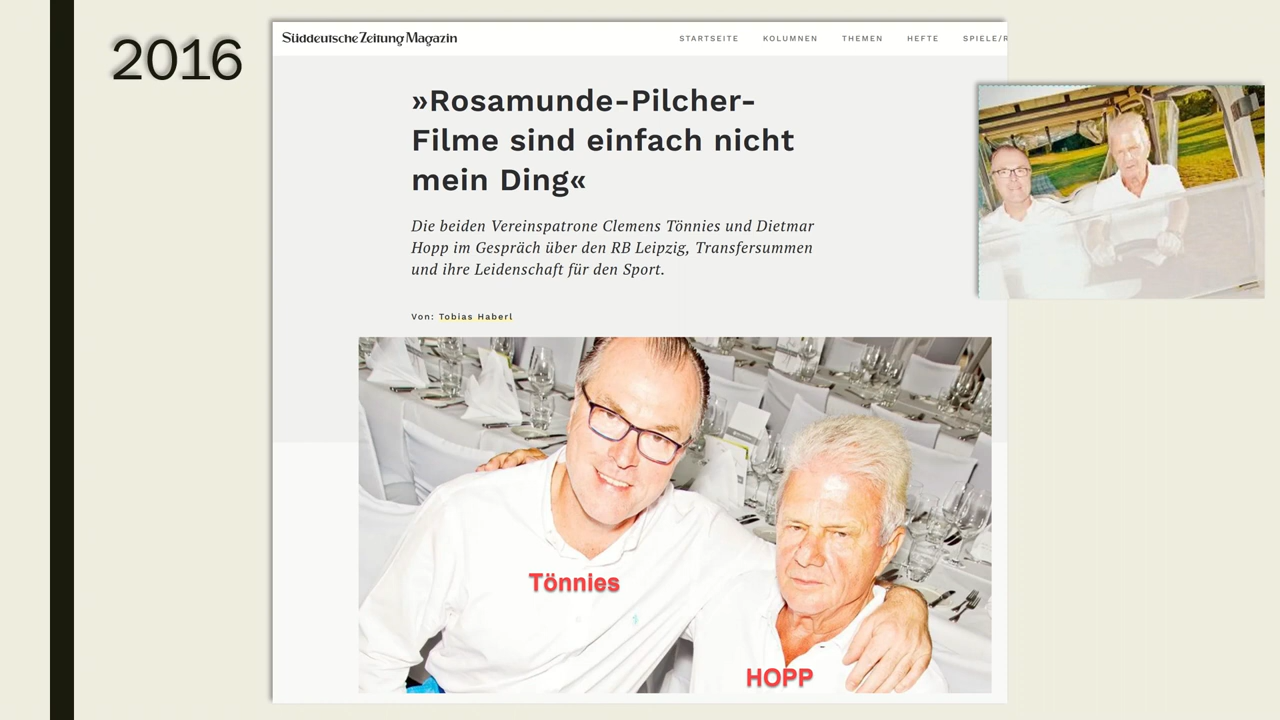 2016
Süddeutsche Zeitung Magazin
STARTSEITE KOLUMNEN THEMEN HEFTE SPIELE/R
»Rosamunde-Pilcher-
Filme sind einfach nicht
mein Ding«
Die beiden Vereinspatrone Clemens Tönnies und Dietmar
Hopp im Gespräch über den RB Leipzig, Transfersummen
und ihre Leidenschaft für den Sport.
Von: Tobias Haberl
Tönnies
HOPP